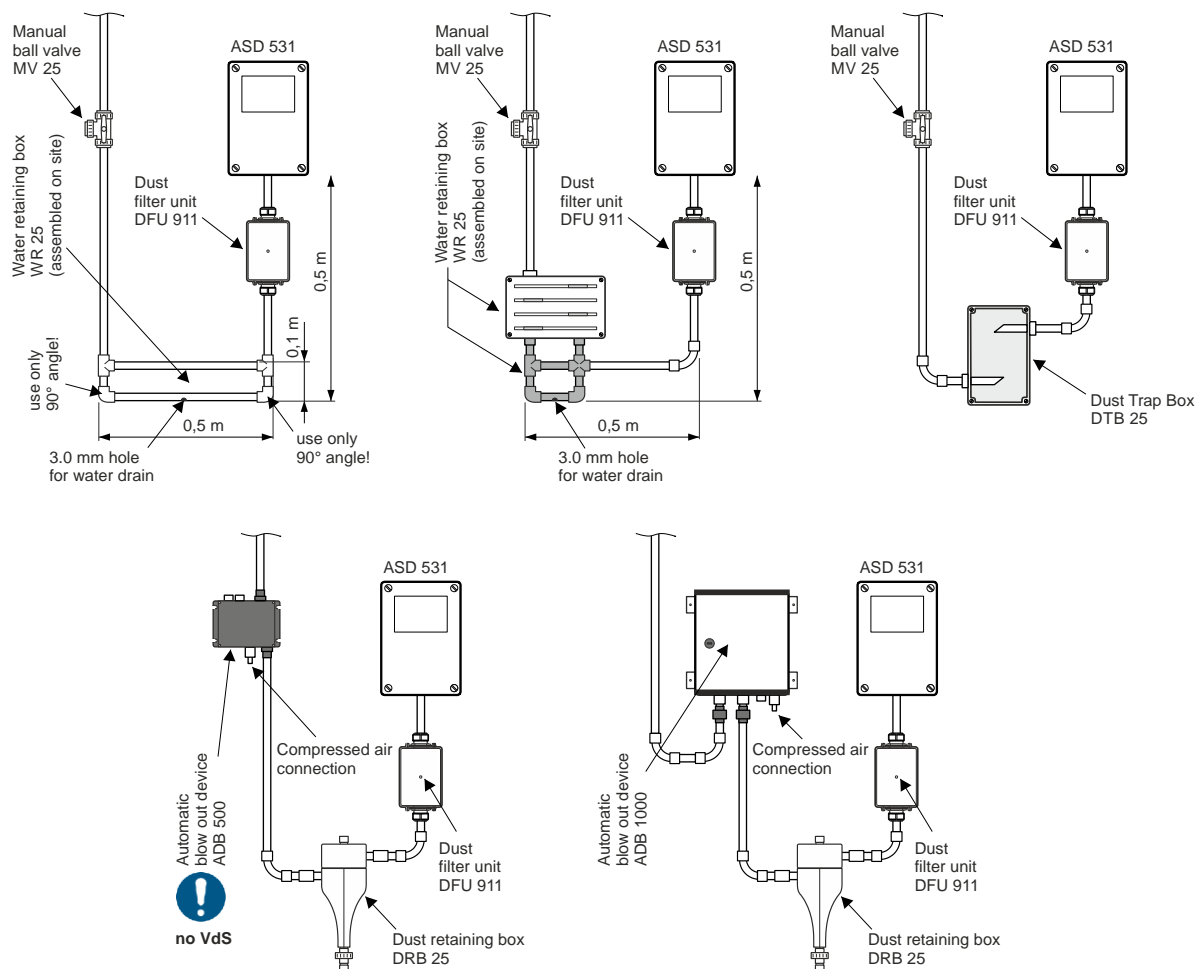 Manual
ball valve
MV 25
ASD 531
Water retaining box
WR 25
(assembled on site)
Dust
filter unit
DFU 911
0,5 m
0,1 m
use only
90° angle!
0,5 m
use only
90° angle!
3.0 mm hole
for water drain
Manual
ball valve
MV 25
ASD 531
Water retaining box
WR 25
(assembled on site)
Dust
filter unit
DFU 911
0,5 m
0,5 m
3.0 mm hole
for water drain
Manual
ball valve
MV 25
ASD 531
Dust
filter unit
DFU 911
Dust Trap Box
DTB 25
ASD 531
Compressed air
connection
Automatic
blow out device
ADB 500
Dust
filter unit
DFU 911
no VdS
Dust retaining box
DRB 25
ASD 531
Compressed air
connection
Automatic
blow out device
ADB 1000
Dust
filter unit
DFU 911
Dust retaining box
DRB 25